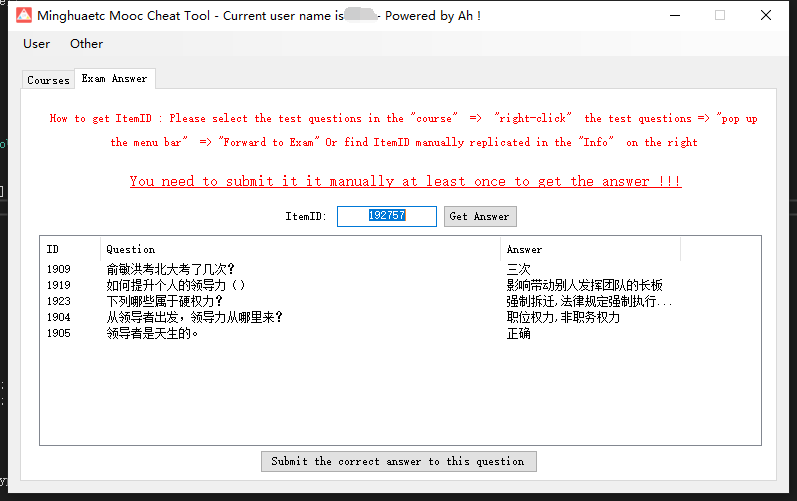 Minghuaetc Mooc Cheat Tool - Current user name is - Powered by Ah !
User Other
Courses Exam Answer
How to get ItemID : Please select the test questions in the "course" => "right-click" the test questions => "pop up
the menu bar" => "Forward to Exam" Or find ItemID manually replicated in the "Info" on the right
You need to submit it it manually at least once to get the answer !!!
ItemID: 192757 Get Answer
ID Question Answer
1909 俞敏洪考北大考了几次? 三次
1919 如何提升个人的领导力（） 影响带动别人发挥团队的长板
1923 下列哪些属于硬权力? 强制拆迁,法律规定强制执行...
1904 从领导者出发，领导力从哪里来? 职位权力,非职务权力
1905 领导者是天生的。 正确
Submit the correct answer to this question